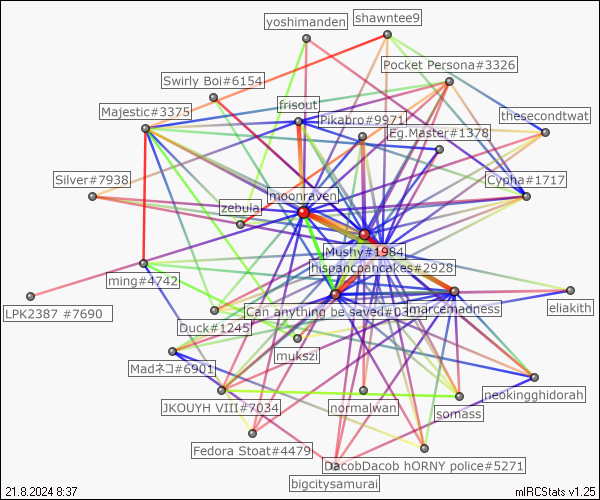 yoshimanden
shawntee9
Pocket Persona#3326
Swirly Boi#6154
frisout
Majestic#3375
Pikabro#9971
thesecondtwat
Eg.Master#1378
Silver#7938
Cypha#1717
moonraven
zebula
Mushy#1984
hispancpancakes#2928
ming#4742
LPK2387 #7690
Can anything be saved#03
marcemadness
eliakith
Duck#1245
mukszi
Madネコ#6901
neokingghidorah
JKOUYH VIII#7034
normalwan
somass
Fedora Stoat#4479
DacobDacob hORNY police#5271
bigcitysamurai
21.8.2024 8:37
mIRCStats v1.25